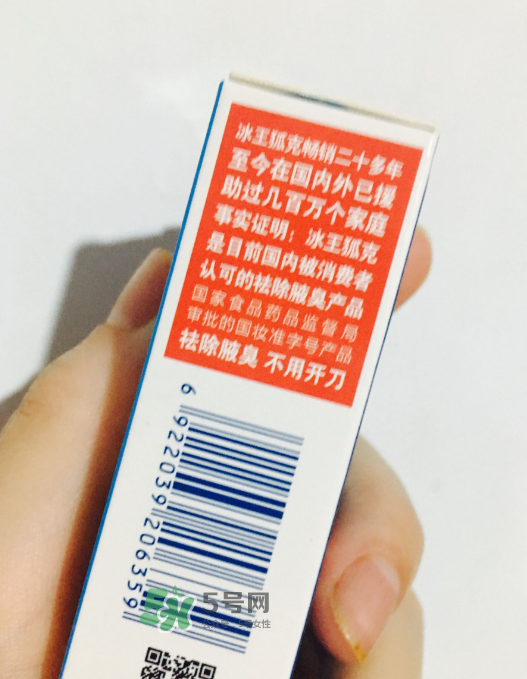 冰王狐克畅销二十多年
至今在国内外已援
助过几百万个家庭
事实证明：冰王狐克
是目前国内被消费者
认可的祛除腋臭产品
国家食品药品监督局
审批的国妆准字号产品
祛除腋臭 不用开刀
6 922039 206359
5号网